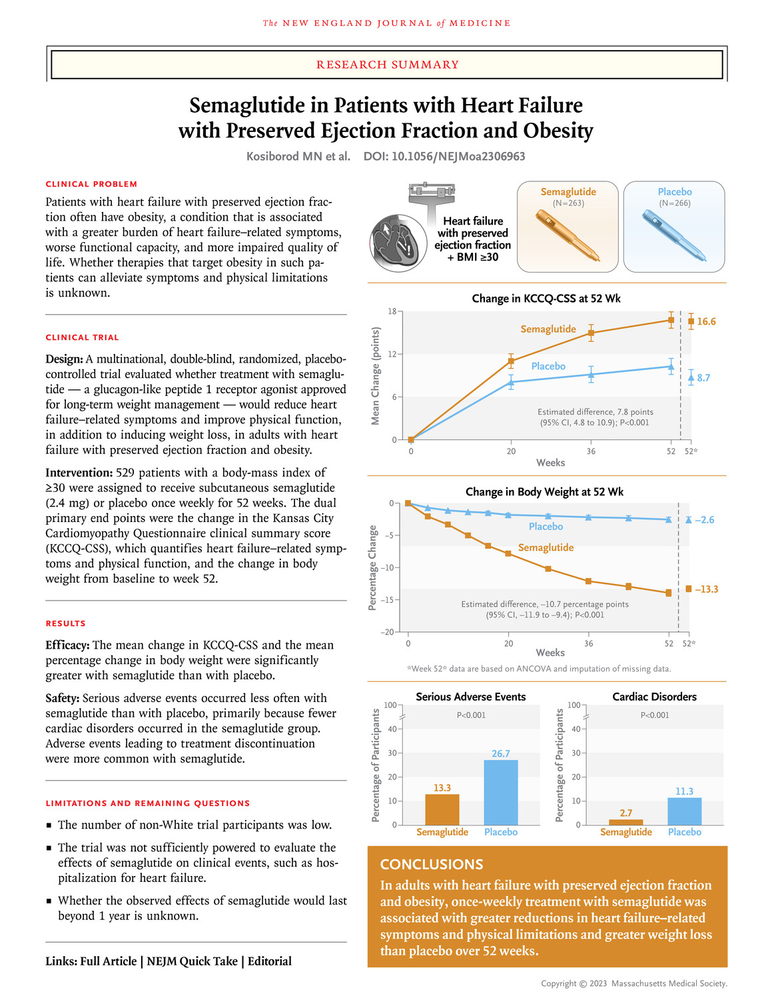 The NEW ENGLAND JOURNAL of MEDICINE
RESEARCH SUMMARY
Semaglutide in Patients with Heart Failure
with Preserved Ejection Fraction and Obesity
Kosiborod MN et al. DOI: 10.1056/NEJMoa2306963
CLINICAL PROBLEM
Patients with heart failure with preserved ejection frac-
tion often have obesity, a condition that is associated
with a greater burden of heart failure–related symptoms,
worse functional capacity, and more impaired quality of
life. Whether therapies that target obesity in such pa-
tients can alleviate symptoms and physical limitations
is unknown.
CLINICAL TRIAL
Design: A multinational, double-blind, randomized, placebo-
controlled trial evaluated whether treatment with semaglu-
tide — a glucagon-like peptide 1 receptor agonist approved
for long-term weight management — would reduce heart
failure–related symptoms and improve physical function,
in addition to inducing weight loss, in adults with heart
failure with preserved ejection fraction and obesity.
Intervention: 529 patients with a body-mass index of
≥30 were assigned to receive subcutaneous semaglutide
(2.4 mg) or placebo once weekly for 52 weeks. The dual
primary end points were the change in the Kansas City
Cardiomyopathy Questionnaire clinical summary score
(KCCQ-CSS), which quantifies heart failure–related symp-
toms and physical function, and the change in body
weight from baseline to week 52.
RESULTS
Efficacy: The mean change in KCCQ-CSS and the mean
percentage change in body weight were significantly
greater with semaglutide than with placebo.
Safety: Serious adverse events occurred less often with
semaglutide than with placebo, primarily because fewer
cardiac disorders occurred in the semaglutide group.
Adverse events leading to treatment discontinuation
were more common with semaglutide.
LIMITATIONS AND REMAINING QUESTIONS
■ The number of non-White trial participants was low.
■ The trial was not sufficiently powered to evaluate the
effects of semaglutide on clinical events, such as hos-
pitalization for heart failure.
■ Whether the observed effects of semaglutide would last
beyond 1 year is unknown.
Links: Full Article | NEJM Quick Take | Editorial
Heart failure
with preserved
ejection fraction
+ BMI ≥30
Semaglutide
(N=263)
Placebo
(N=266)
Change in KCCQ-CSS at 52 Wk
Mean Change (points)
18
12
6
0
Semaglutide
Placebo
16.6
8.7
Estimated difference, 7.8 points
(95% CI, 4.8 to 10.9); P<0.001
0 20 36 52 52*
Weeks
Change in Body Weight at 52 Wk
Percentage Change
0
–5
–10
–15
–20
Placebo
Semaglutide
–2.6
–13.3
Estimated difference, –10.7 percentage points
(95% CI, –11.9 to –9.4); P<0.001
0 20 36 52 52*
Weeks
*Week 52* data are based on ANCOVA and imputation of missing data.
Serious Adverse Events
Percentage of Participants
100
40
30
20
10
0
P<0.001
13.3
26.7
Semaglutide Placebo
Cardiac Disorders
Percentage of Participants
100
40
30
20
10
0
P<0.001
2.7
11.3
Semaglutide Placebo
CONCLUSIONS
In adults with heart failure with preserved ejection fraction
and obesity, once-weekly treatment with semaglutide was
associated with greater reductions in heart failure–related
symptoms and physical limitations and greater weight loss
than placebo over 52 weeks.
Copyright © 2023 Massachusetts Medical Society.